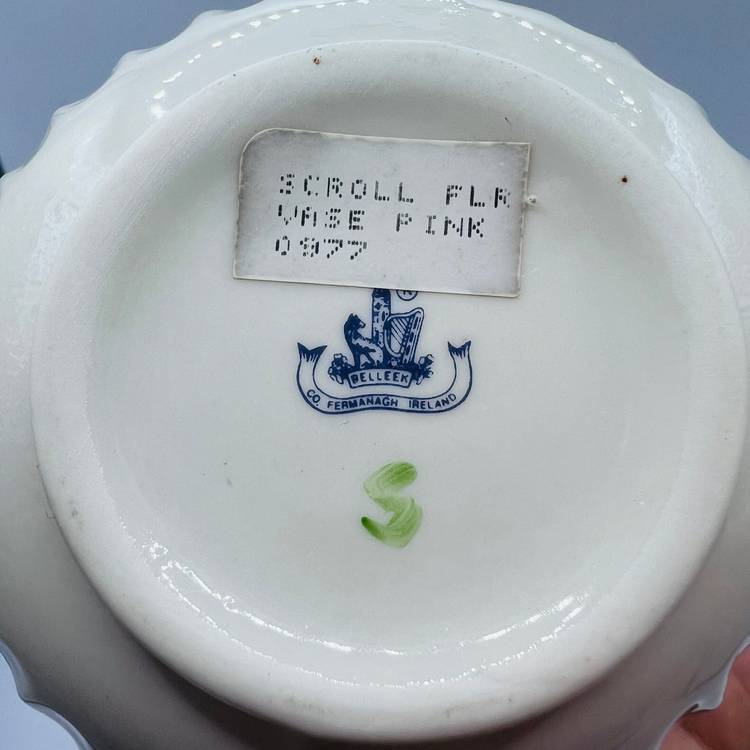 SCROLL FLR
VASE PINK
0977
®
BELLEEK
CO. FERMANAGH IRELAND
S